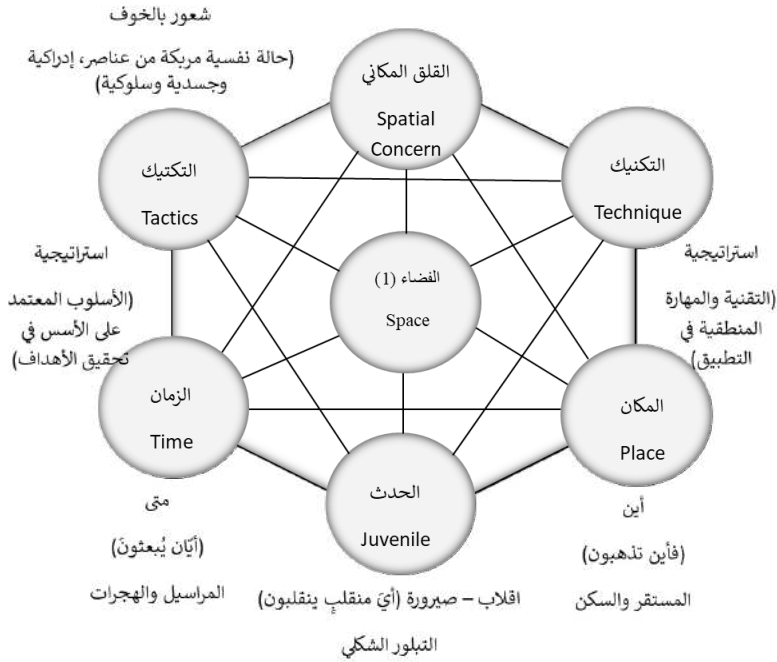 شعور بالخوف
(حالة نفسية مربكة من عناصر، إدراكية
وجسدية وسلوكية)
القلق المكاني
Spatial
Concern
التكتيك
Tactics
التكنيك
Technique
استراتيجية
(الأسلوب المعتمد
على الأسس في
تحقيق الأهداف)
الفضاء (1)
Space
استراتيجية
(التقنية والمهارة
المنطقية في
التطبيق)
الزمان
Time
المكان
Place
الحدث
Juvenile
متى
(أيّان يُبعثونَ)
المراسيل والهجرات
أين
(فأين تذهبون)
المستقر والسكن
اقلاب – صيرورة (أيَ منقلبٍ ينقلبون)
التبلور الشكلي